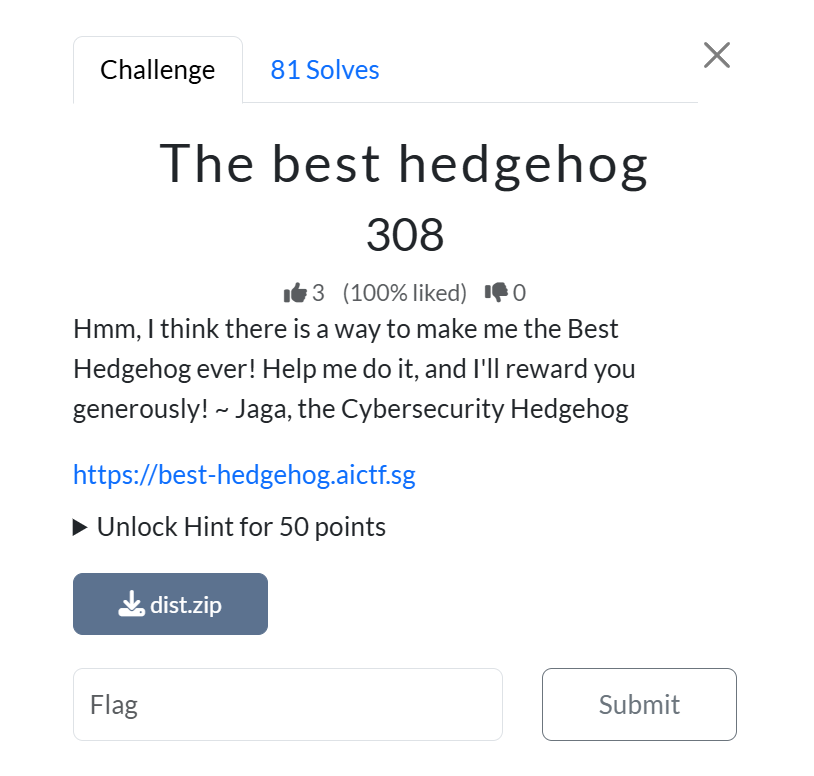 Challenge
81 Solves
The best hedgehog
308
3 (100% liked) 0
Hmm, I think there is a way to make me the Best
Hedgehog ever! Help me do it, and I'll reward you
generously! ~ Jaga, the Cybersecurity Hedgehog
https://best-hedgehog.aictf.sg
Unlock Hint for 50 points
dist.zip
Flag
Submit